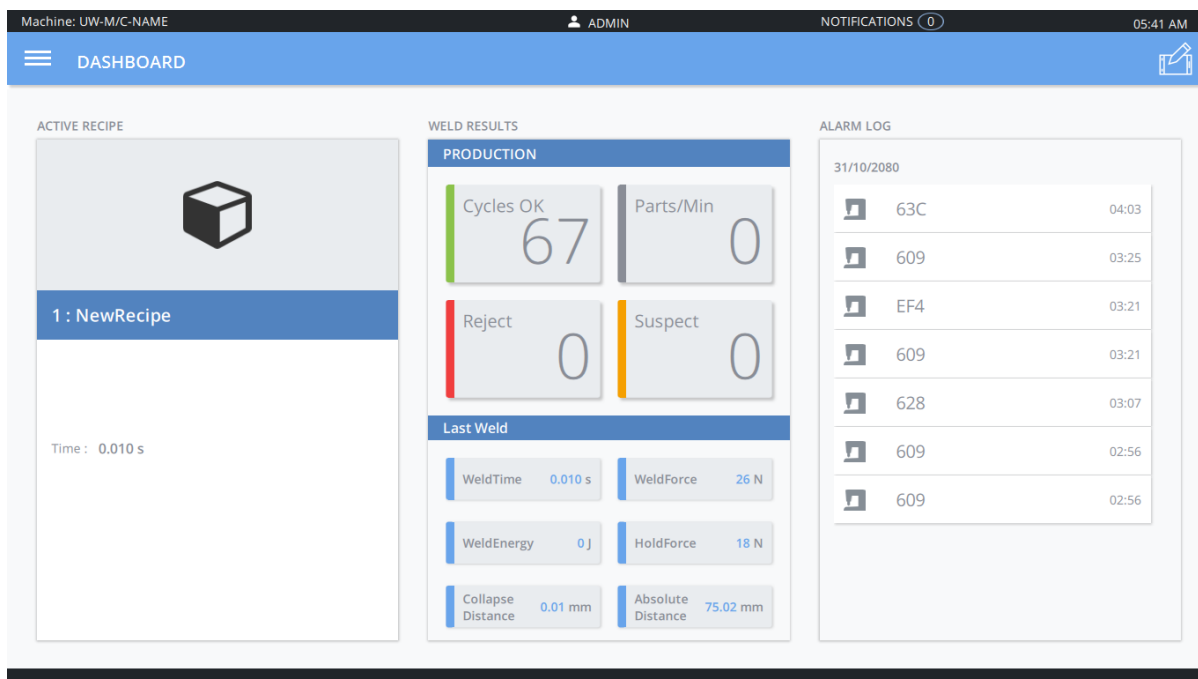 Machine: UW-M/C-NAME ADMIN NOTIFICATIONS 0 05:41 AM
DASHBOARD
ACTIVE RECIPE
1 : NewRecipe
Time : 0.010 s
WELD RESULTS
PRODUCTION
Cycles OK
67
Parts/Min
0
Reject
0
Suspect
0
Last Weld
WeldTime 0.010 s
WeldForce 26 N
WeldEnergy 0 J
HoldForce 18 N
Collapse
Distance 0.01 mm
Absolute
Distance 75.02 mm
ALARM LOG
31/10/2080
63C 04:03
609 03:25
EF4 03:21
609 03:21
628 03:07
609 02:56
609 02:56